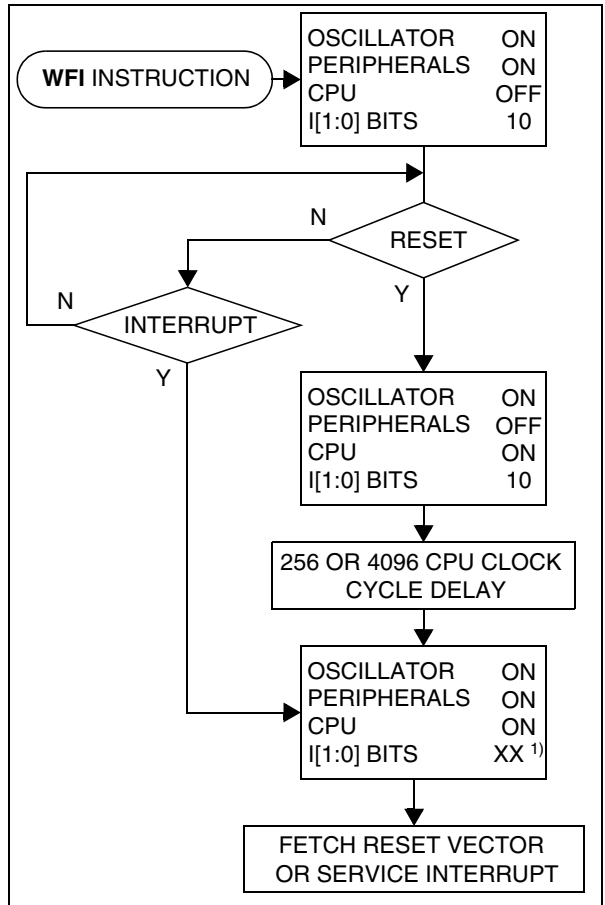 WFI INSTRUCTION
OSCILLATOR ON
PERIPHERALS ON
CPU OFF
I[1:0] BITS 10
N
RESET
N
INTERRUPT
Y
Y
OSCILLATOR ON
PERIPHERALS OFF
CPU ON
I[1:0] BITS 10
256 OR 4096 CPU CLOCK
CYCLE DELAY
OSCILLATOR ON
PERIPHERALS ON
CPU ON
I[1:0] BITS XX 1)
FETCH RESET VECTOR
OR SERVICE INTERRUPT